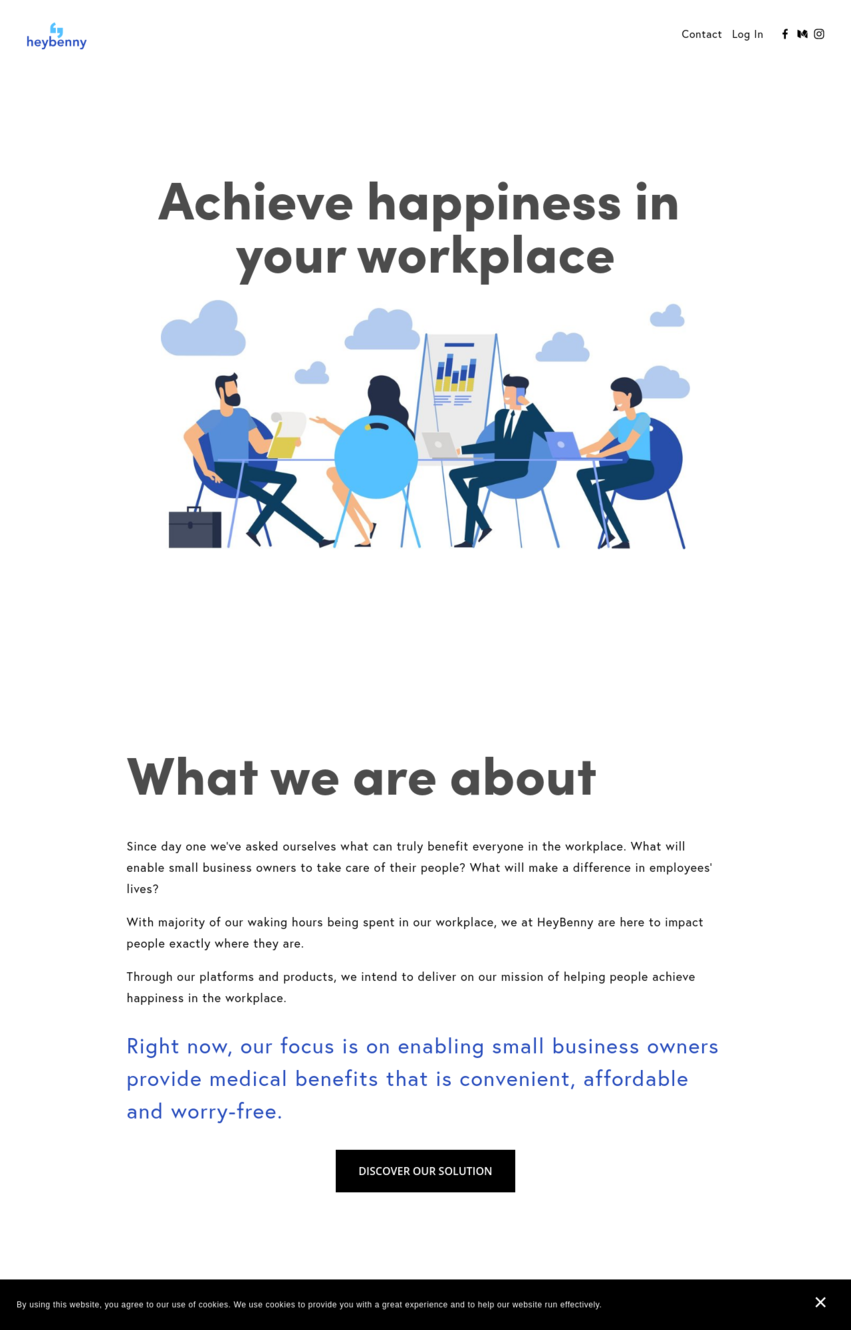 heybenny
Contact Log In
Achieve happiness in
your workplace
What we are about
Since day one we've asked ourselves what can truly benefit everyone in the workplace. What will
enable small business owners to take care of their people? What will make a difference in employees'
lives?
With majority of our waking hours being spent in our workplace, we at HeyBenny are here to impact
people exactly where they are.
Through our platforms and products, we intend to deliver on our mission of helping people achieve
happiness in the workplace.
Right now, our focus is on enabling small business owners
provide medical benefits that is convenient, affordable
and worry-free.
DISCOVER OUR SOLUTION
By using this website, you agree to our use of cookies. We use cookies to provide you with a great experience and to help our website run effectively.